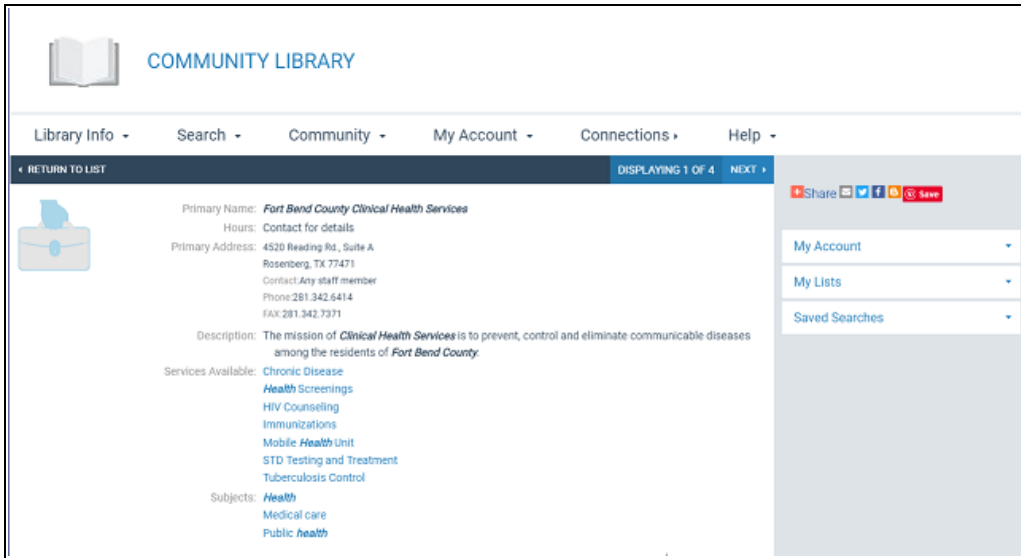 COMMUNITY LIBRARY
Library Info Search Community My Account Connections Help
RETURN TO LIST DISPLAYING 1 OF 4 NEXT
Share Save
Primary Name: Fort Bend County Clinical Health Services
Hours: Contact for details
Primary Address: 4520 Reading Rd., Suite A
Rosenberg, TX 77471
Contact:Any staff member
Phone:281.342.6414
FAX:281.342.7371
Description: The mission of Clinical Health Services is to prevent, control and eliminate communicable diseases
among the residents of Fort Bend County.
Services Available: Chronic Disease
Health Screenings
HIV Counseling
Immunizations
Mobile Health Unit
STD Testing and Treatment
Tuberculosis Control
Subjects: Health
Medical care
Public health
My Account
My Lists
Saved Searches